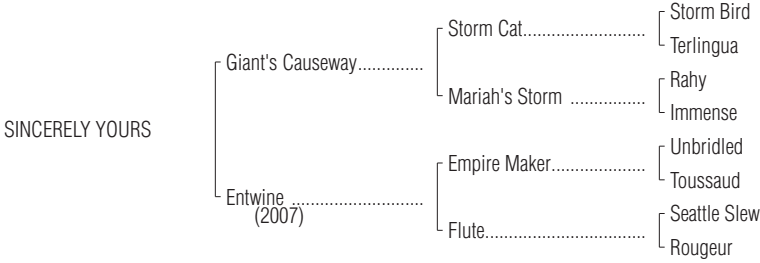 Storm Bird
Storm Cat..........................
Terlingua
Giant's Causeway..............
Rahy
Mariah's Storm ................
Immense
SINCERELY YOURS
Unbridled
Empire Maker....................
Toussaud
Entwine ............................
(2007)
Seattle Slew
Flute..................................
Rougeur